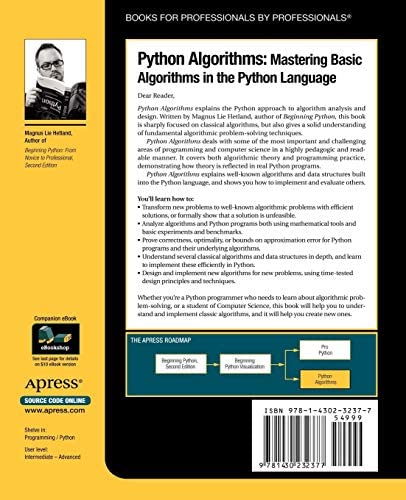 BOOKS FOR PROFESSIONALS BY PROFESSIONALS®
Python Algorithms: Mastering Basic
Algorithms in the Python Language
Dear Reader,
Python Algorithms explains the Python approach to algorithm analysis and
design. Written by Magnus Lie Hetland, author of Beginning Python, this
book is sharply focused on classical algorithms, but also gives a solid understanding
of fundamental algorithmic problem-solving techniques.
Python Algorithms deals with some of the most important and challenging
areas of programming and computer science in a highly pedagogic and read-
able manner. It covers both algorithmic theory and programming practice,
demonstrating how theory is reflected in real Python programs.
Python Algorithms explains well-known algorithms and data structures built
into the Python language, and shows you how to implement and evaluate others.
You'll learn how to:
• Transform new problems to well-known algorithmic problems with efficient
solutions, or formally show that a solution is unfeasible.
• Analyze algorithms and Python programs both using mathematical tools and
basic experiments and benchmarks.
• Prove correctness, optimality, or bounds on approximation error for Python
programs and their underlying algorithms.
• Understand several classical algorithms and data structures in depth, and learn
to implement these efficiently in Python.
• Design and implement new algorithms for new problems, using time-tested
design principles and techniques.
Whether you're a Python programmer who needs to learn about algorithmic prob-
lem-solving, or a student of Computer Science, this book will help you to under-
stand and implement classic algorithms, and it will help you create new ones.
Magnus Lie Hetland,
Author of
Beginning Python: From
Novice to Professional,
Second Edition
Companion eBook
eBookshop
See last page for details
on $10 eBook version
Apress®
SOURCE CODE ONLINE
www.apress.com
Shelve in:
Programming / Python
User level:
Intermediate – Advanced
THE APRESS ROADMAP
Beginning Python,
Second Edition
Beginning
Python Visualization
Pro
Python
Python
Algorithms
ISBN 978-1-4302-3237-7
54999
9 781430 232377